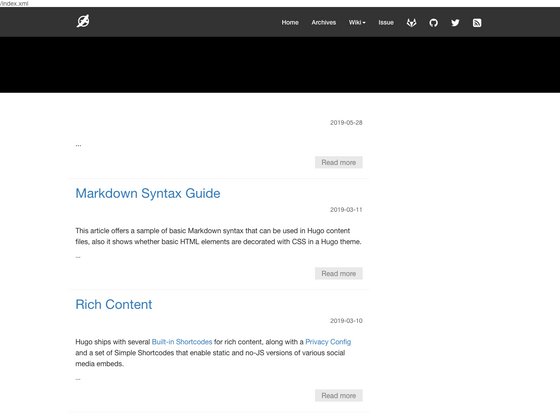 /index.xml
Home Archives Wiki Issue
2019-05-28
...
Read more
Markdown Syntax Guide
2019-03-11
This article offers a sample of basic Markdown syntax that can be used in Hugo content
files, also it shows whether basic HTML elements are decorated with CSS in a Hugo theme.
...
Read more
Rich Content
2019-03-10
Hugo ships with several Built-in Shortcodes for rich content, along with a Privacy Config
and a set of Simple Shortcodes that enable static and no-JS versions of various social
media embeds.
...
Read more